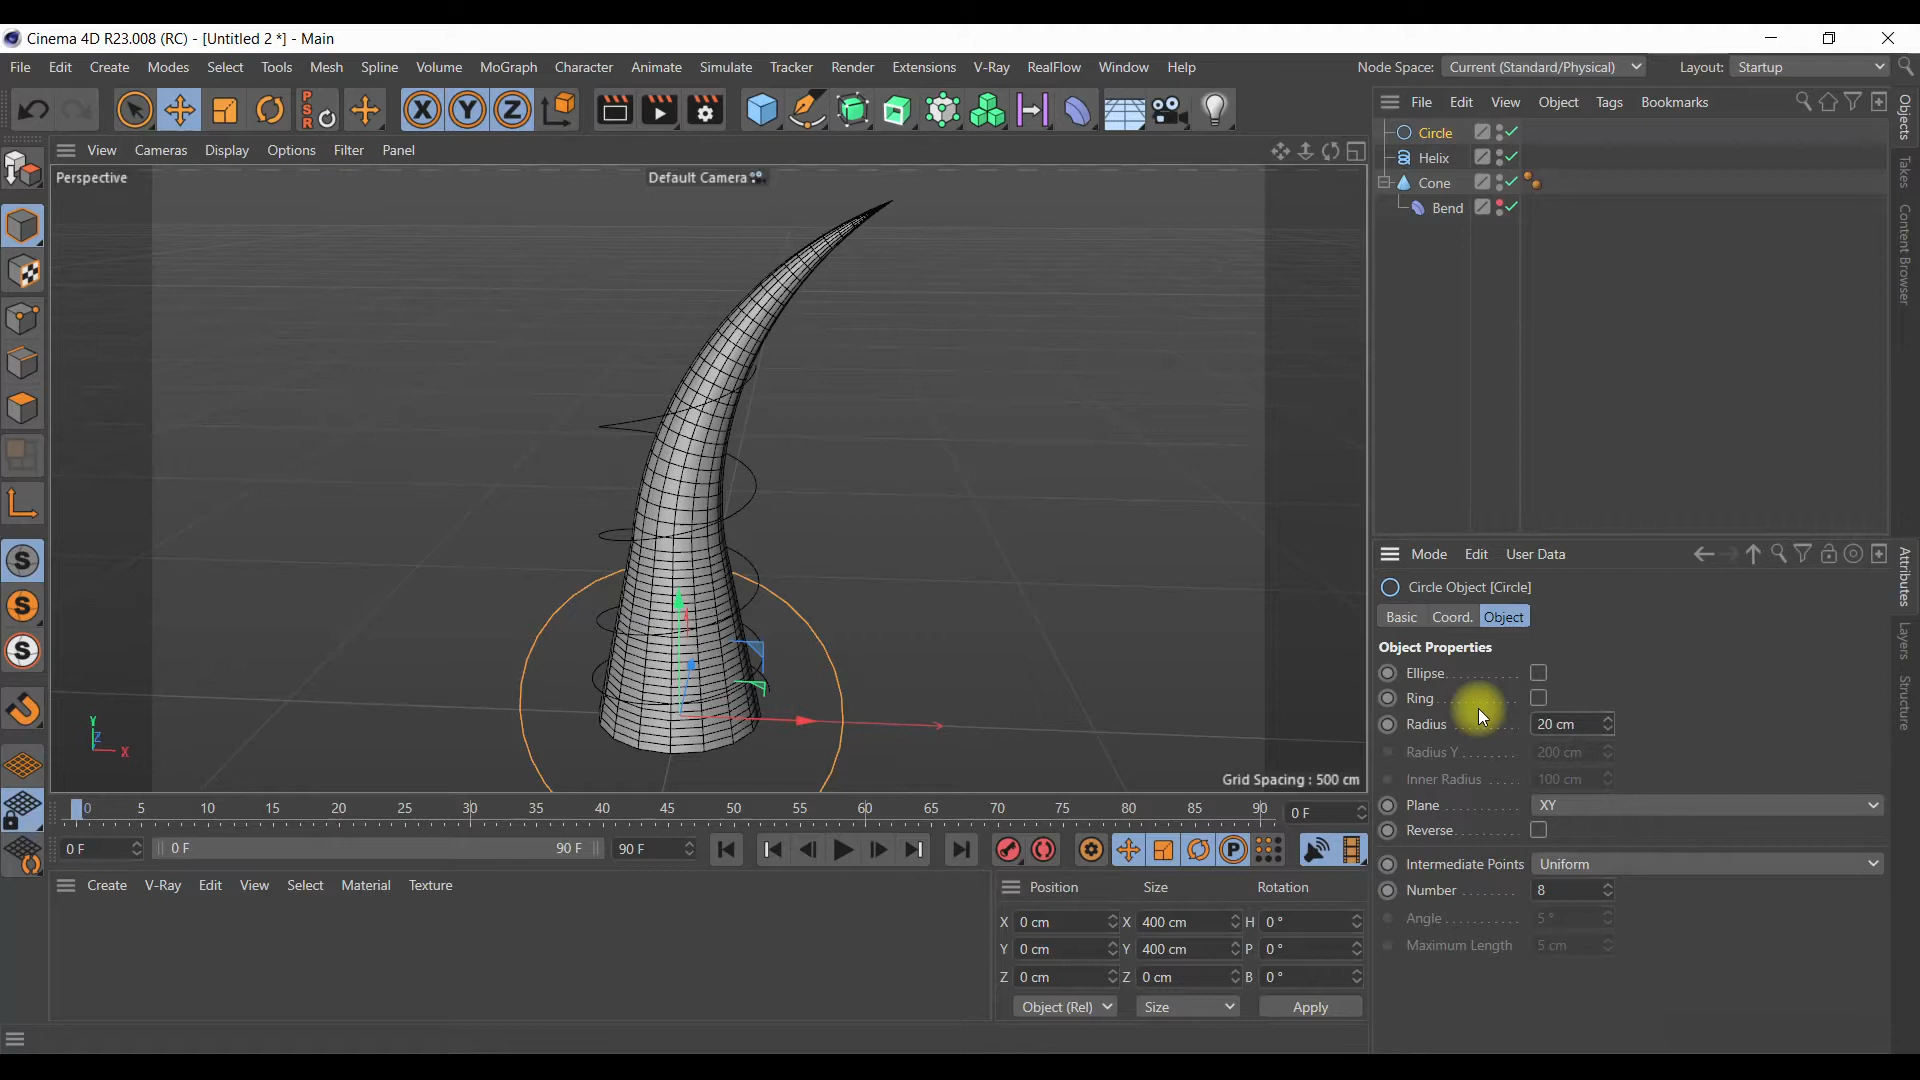 Cinema 4D R23.008 (RC) - [Untitled 2 *] - Main
File Edit Create Modes Select Tools Mesh Spline Volume MoGraph Character Animate Simulate Tracker Render Extensions V-Ray RealFlow Window Help
Node Space: Current (Standard/Physical) Layout: Startup
PSR X Y Z
File Edit View Object Tags Bookmarks
View Cameras Display Options Filter Panel
Perspective
Default Camera
Circle
Helix
Cone
Bend
Objects
Takes
Content Browser
S
S
S
Y
Z
X
Grid Spacing : 500 cm
Mode Edit User Data
Circle Object [Circle]
Basic Coord. Object
Object Properties
Ellipse
Ring
Radius 20 cm
Radius Y 200 cm
Inner Radius 100 cm
Plane XY
Reverse
Intermediate Points Uniform
Number 8
Angle 5 °
Maximum Length 5 cm
Attributes
Layers
Structure
0 5 10 15 20 25 30 35 40 45 50 55 60 65 70 75 80 85 90 0 F
0 F 0 F 90 F 90 F P
Create V-Ray Edit View Select Material Texture
Position Size Rotation
X 0 cm X 400 cm H 0 °
Y 0 cm Y 400 cm P 0 °
Z 0 cm Z 0 cm B 0 °
Object (Rel) Size Apply